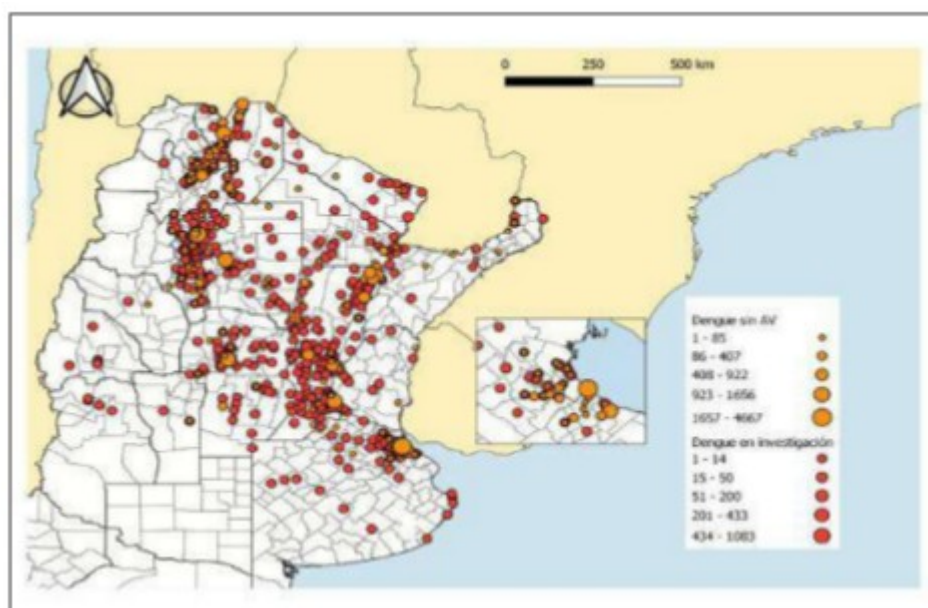 0 250 500 km
Dengue sin AV
1 - 85
86 - 407
408 - 922
923 - 1656
1657 - 4667
Dengue en investigación
1 - 14
15 - 50
51 - 200
201 - 433
434 - 1083